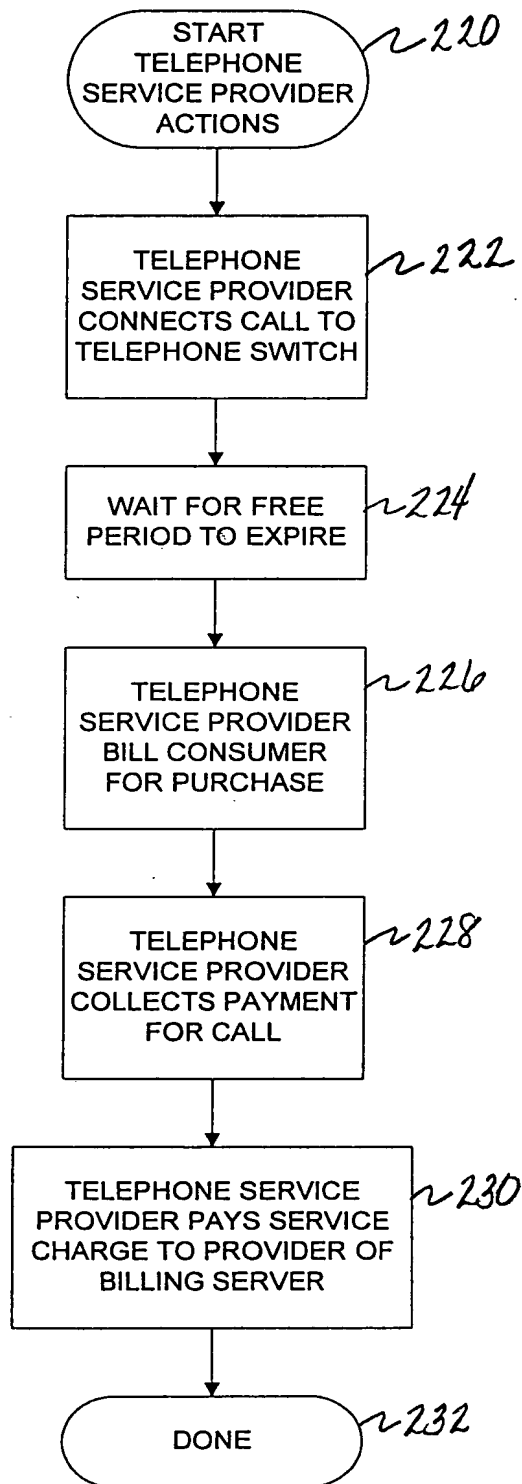 START
TELEPHONE
SERVICE PROVIDER
ACTIONS
220
TELEPHONE
SERVICE PROVIDER
CONNECTS CALL TO
TELEPHONE SWITCH
222
WAIT FOR FREE
PERIOD TO EXPIRE
224
TELEPHONE
SERVICE PROVIDER
BILL CONSUMER
FOR PURCHASE
226
TELEPHONE
SERVICE PROVIDER
COLLECTS PAYMENT
FOR CALL
228
TELEPHONE SERVICE
PROVIDER PAYS SERVICE
CHARGE TO PROVIDER OF
BILLING SERVER
230
DONE
232